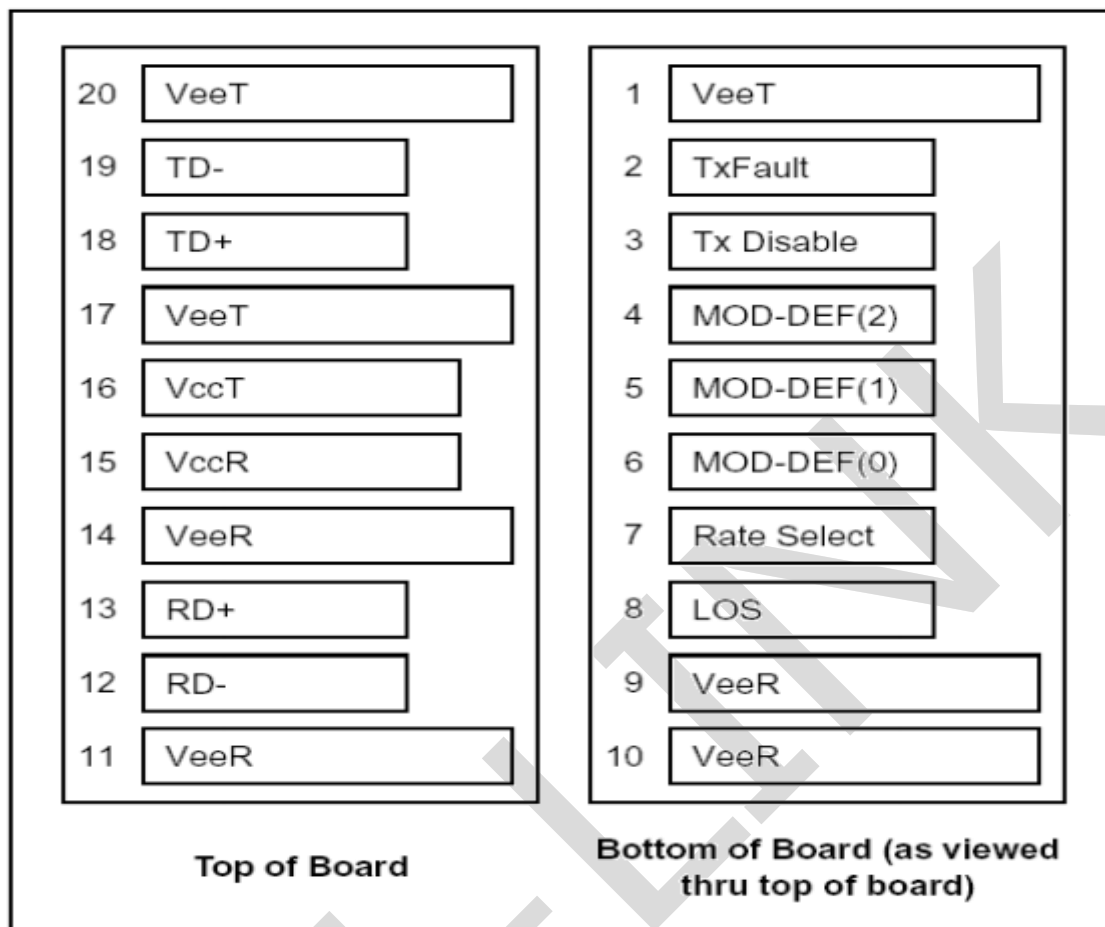 20 VeeT
19 TD-
18 TD+
17 VeeT
16 VccT
15 VccR
14 VeeR
13 RD+
12 RD-
11 VeeR
Top of Board
1 VeeT
2 TxFault
3 Tx Disable
4 MOD-DEF(2)
5 MOD-DEF(1)
6 MOD-DEF(0)
7 Rate Select
8 LOS
9 VeeR
10 VeeR
Bottom of Board (as viewed
thru top of board)
-LINK